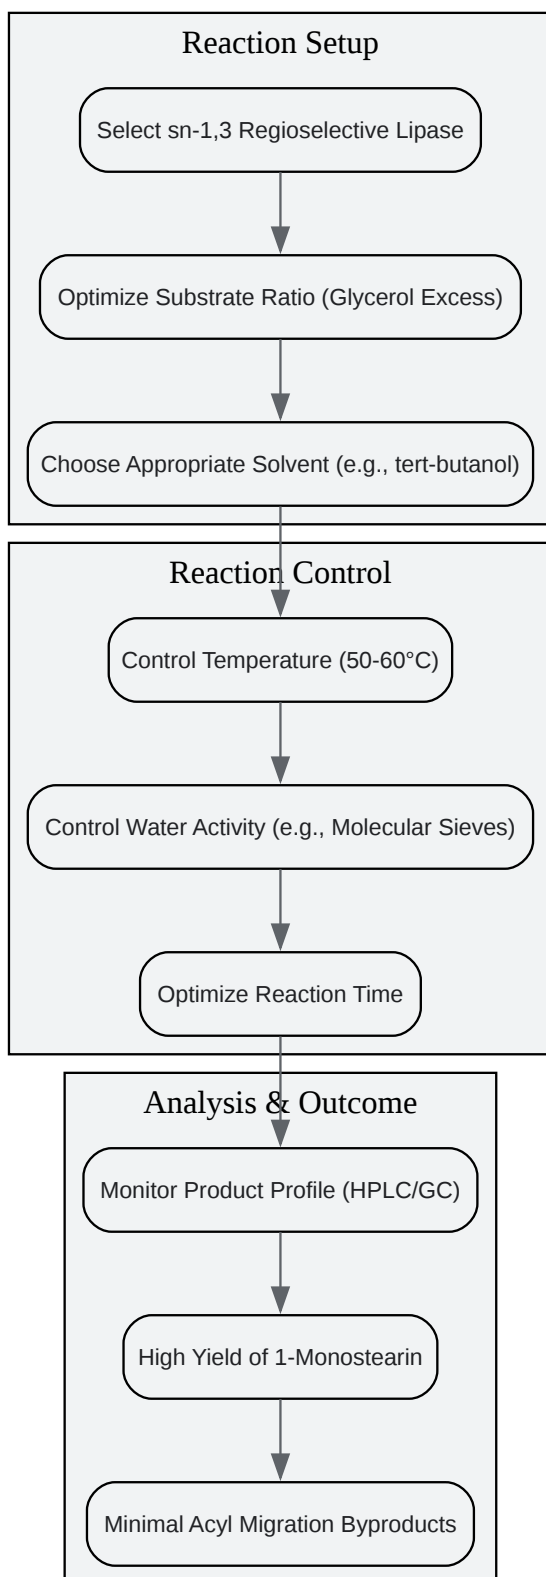 Reaction Setup
Select sn-1,3 Regioselective Lipase
Optimize Substrate Ratio (Glycerol Excess)
Choose Appropriate Solvent (e.g., tert-butanol)
Reaction Control
Control Temperature (50-60°C)
Control Water Activity (e.g., Molecular Sieves)
Optimize Reaction Time
Analysis & Outcome
Monitor Product Profile (HPLC/GC)
High Yield of 1-Monostearin
Minimal Acyl Migration Byproducts